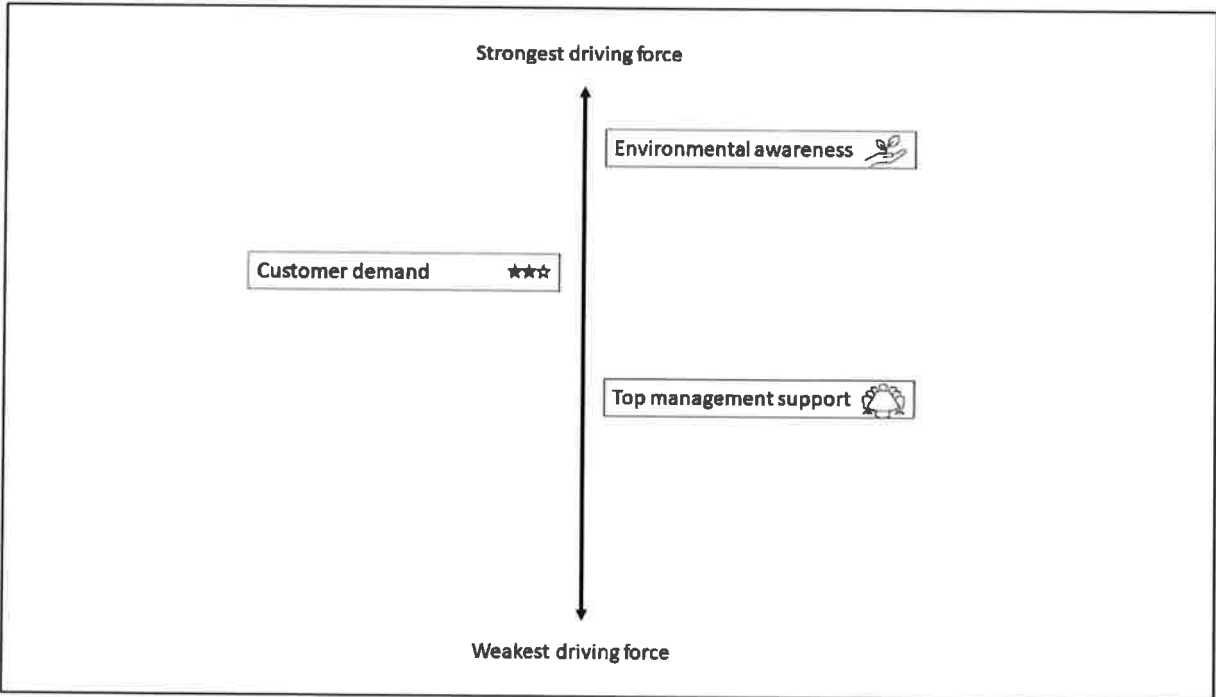 Strongest driving force
Environmental awareness
Customer demand
Top management support
Weakest driving force